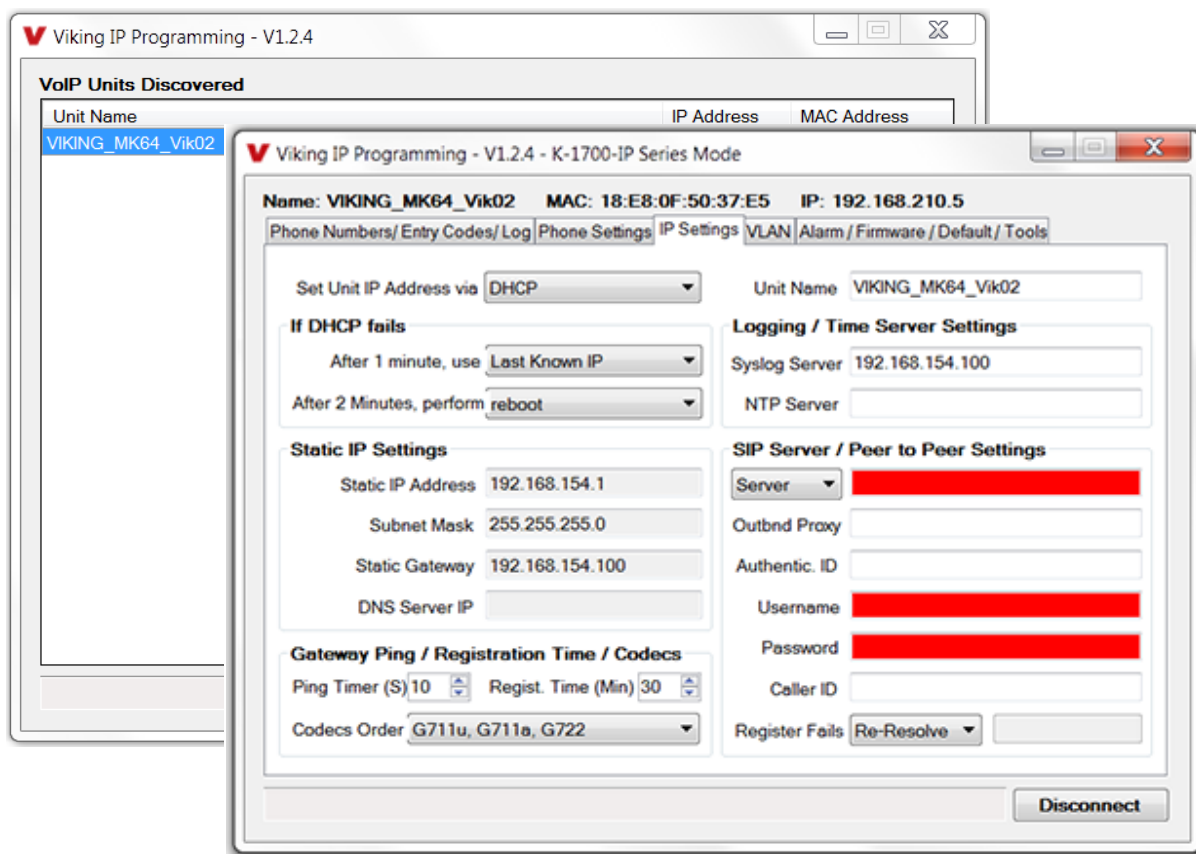 Viking IP Programming - V1.2.4
VoIP Units Discovered
Unit Name IP Address MAC Address
VIKING_MK64_Vik02
Viking IP Programming - V1.2.4 - K-1700-IP Series Mode
Name: VIKING_MK64_Vik02 MAC: 18:E8:0F:50:37:E5 IP: 192.168.210.5
Phone Numbers/ Entry Codes/ Log Phone Settings IP Settings VLAN Alarm / Firmware / Default / Tools
Set Unit IP Address via DHCP
If DHCP fails
After 1 minute, use Last Known IP
After 2 Minutes, perform reboot
Static IP Settings
Static IP Address 192.168.154.1
Subnet Mask 255.255.255.0
Static Gateway 192.168.154.100
DNS Server IP
Gateway Ping / Registration Time / Codecs
Ping Timer (S) 10 Regist. Time (Min) 30
Codecs Order G711u, G711a, G722
Unit Name VIKING_MK64_Vik02
Logging / Time Server Settings
Syslog Server 192.168.154.100
NTP Server
SIP Server / Peer to Peer Settings
Server
Outbnd Proxy
Authentic. ID
Username
Password
Caller ID
Register Fails Re-Resolve
Disconnect